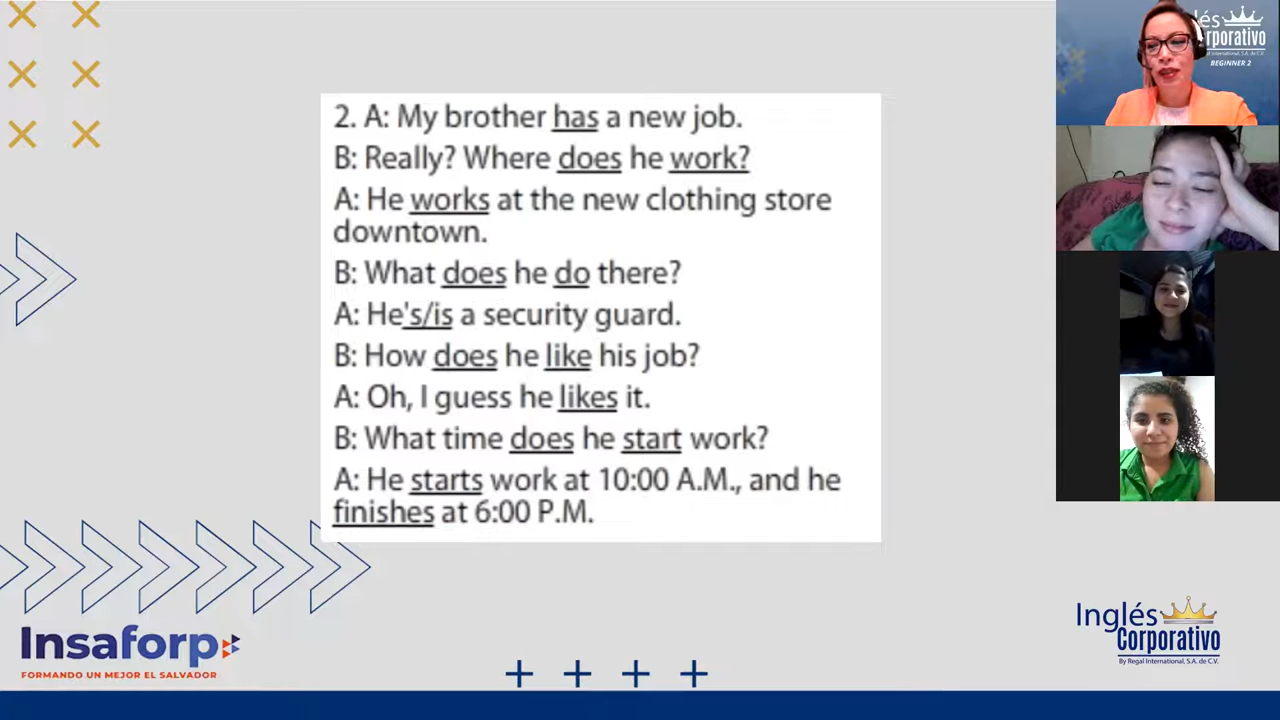 Inglés
Corporativo
Regal International, S.A. de C.V.
BEGINNER 2
2. A: My brother has a new job.
B: Really? Where does he work?
A: He works at the new clothing store
downtown.
B: What does he do there?
A: He's/is a security guard.
B: How does he like his job?
A: Oh, I guess he likes it.
B: What time does he start work?
A: He starts work at 10:00 A.M., and he
finishes at 6:00 P.M.
Insaforp
FORMANDO UN MEJOR EL SALVADOR
Inglés
Corporativo
By Regal International, S.A. de C.V.